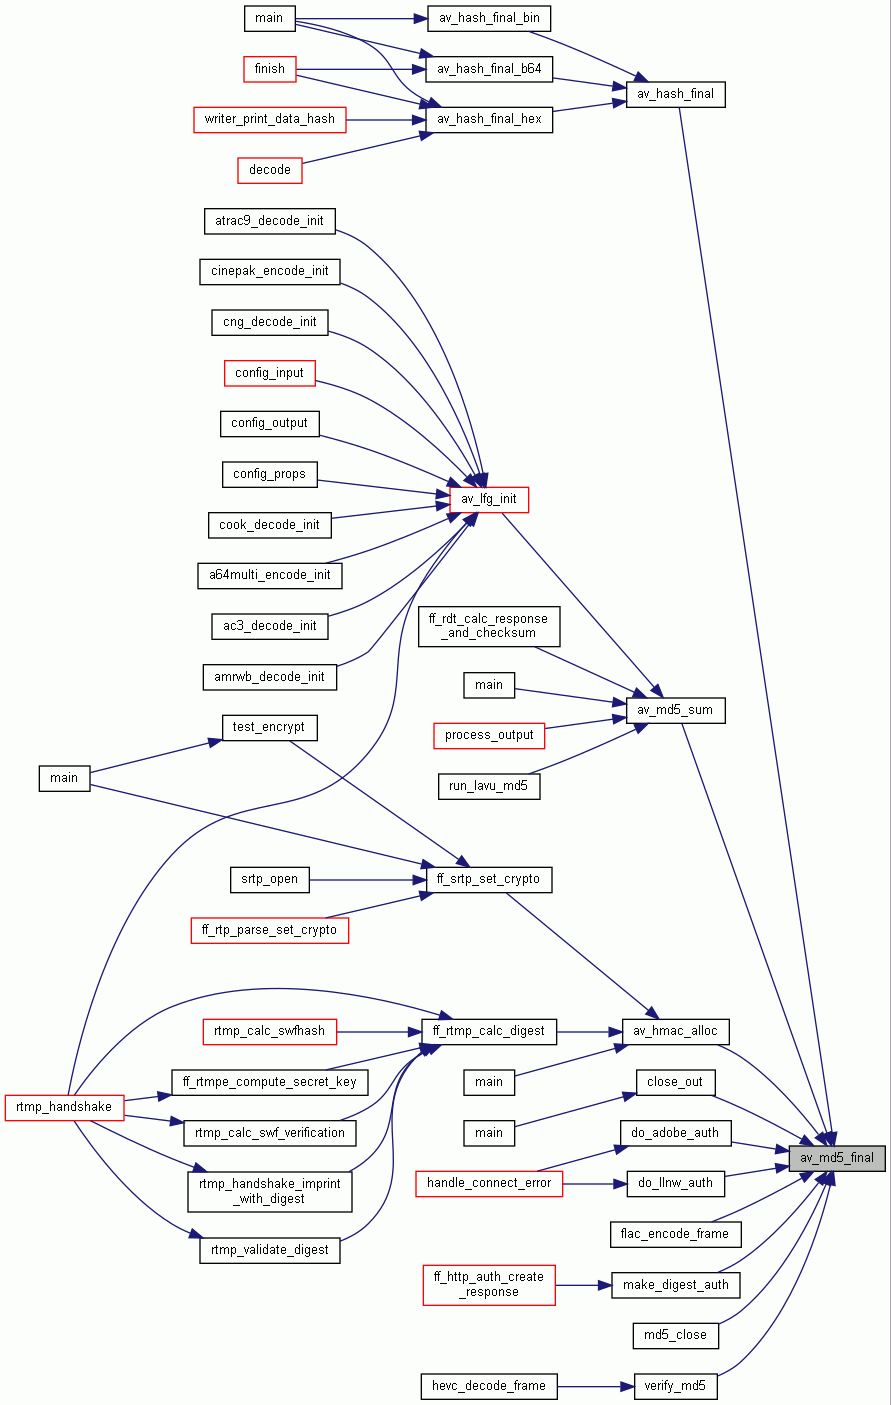 main
av_hash_final_bin
finish
av_hash_final_b64
av_hash_final
writer_print_data_hash
av_hash_final_hex
decode
atrac9_decode_init
cinepak_encode_init
cng_decode_init
config_input
config_output
config_props
av_lfg_init
cook_decode_init
a64multi_encode_init
ac3_decode_init
ff_rdt_calc_response
_and_checksum
amrwb_decode_init
main
av_md5_sum
test_encrypt
process_output
main
run_lavu_md5
srtp_open
ff_srtp_set_crypto
ff_rtp_parse_set_crypto
rtmp_calc_swfhash
ff_rtmp_calc_digest
av_hmac_alloc
ff_rtmpe_compute_secret_key
main
close_out
rtmp_handshake
rtmp_calc_swf_verification
main
do_adobe_auth
av_md5_final
rtmp_handshake_imprint
_with_digest
handle_connect_error
do_llnw_auth
flac_encode_frame
rtmp_validate_digest
ff_http_auth_create
_response
make_digest_auth
md5_close
hevc_decode_frame
verify_md5